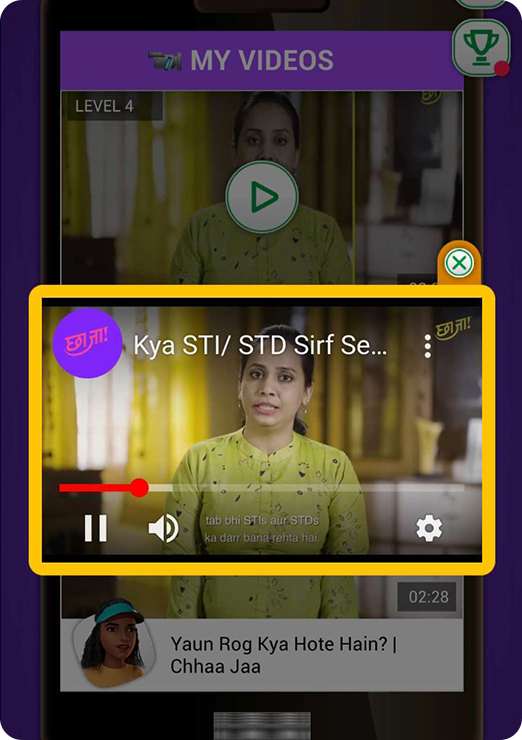 MY VIDEOS
LEVEL 4
छा जा!
छा जा!
Kya STI/ STD Sirf Se...
छा जा!
tab bhi STIs aur STDs
ka darr bana rehta hai.
02:28
Yaun Rog Kya Hote Hain? |
Chhaa Jaa